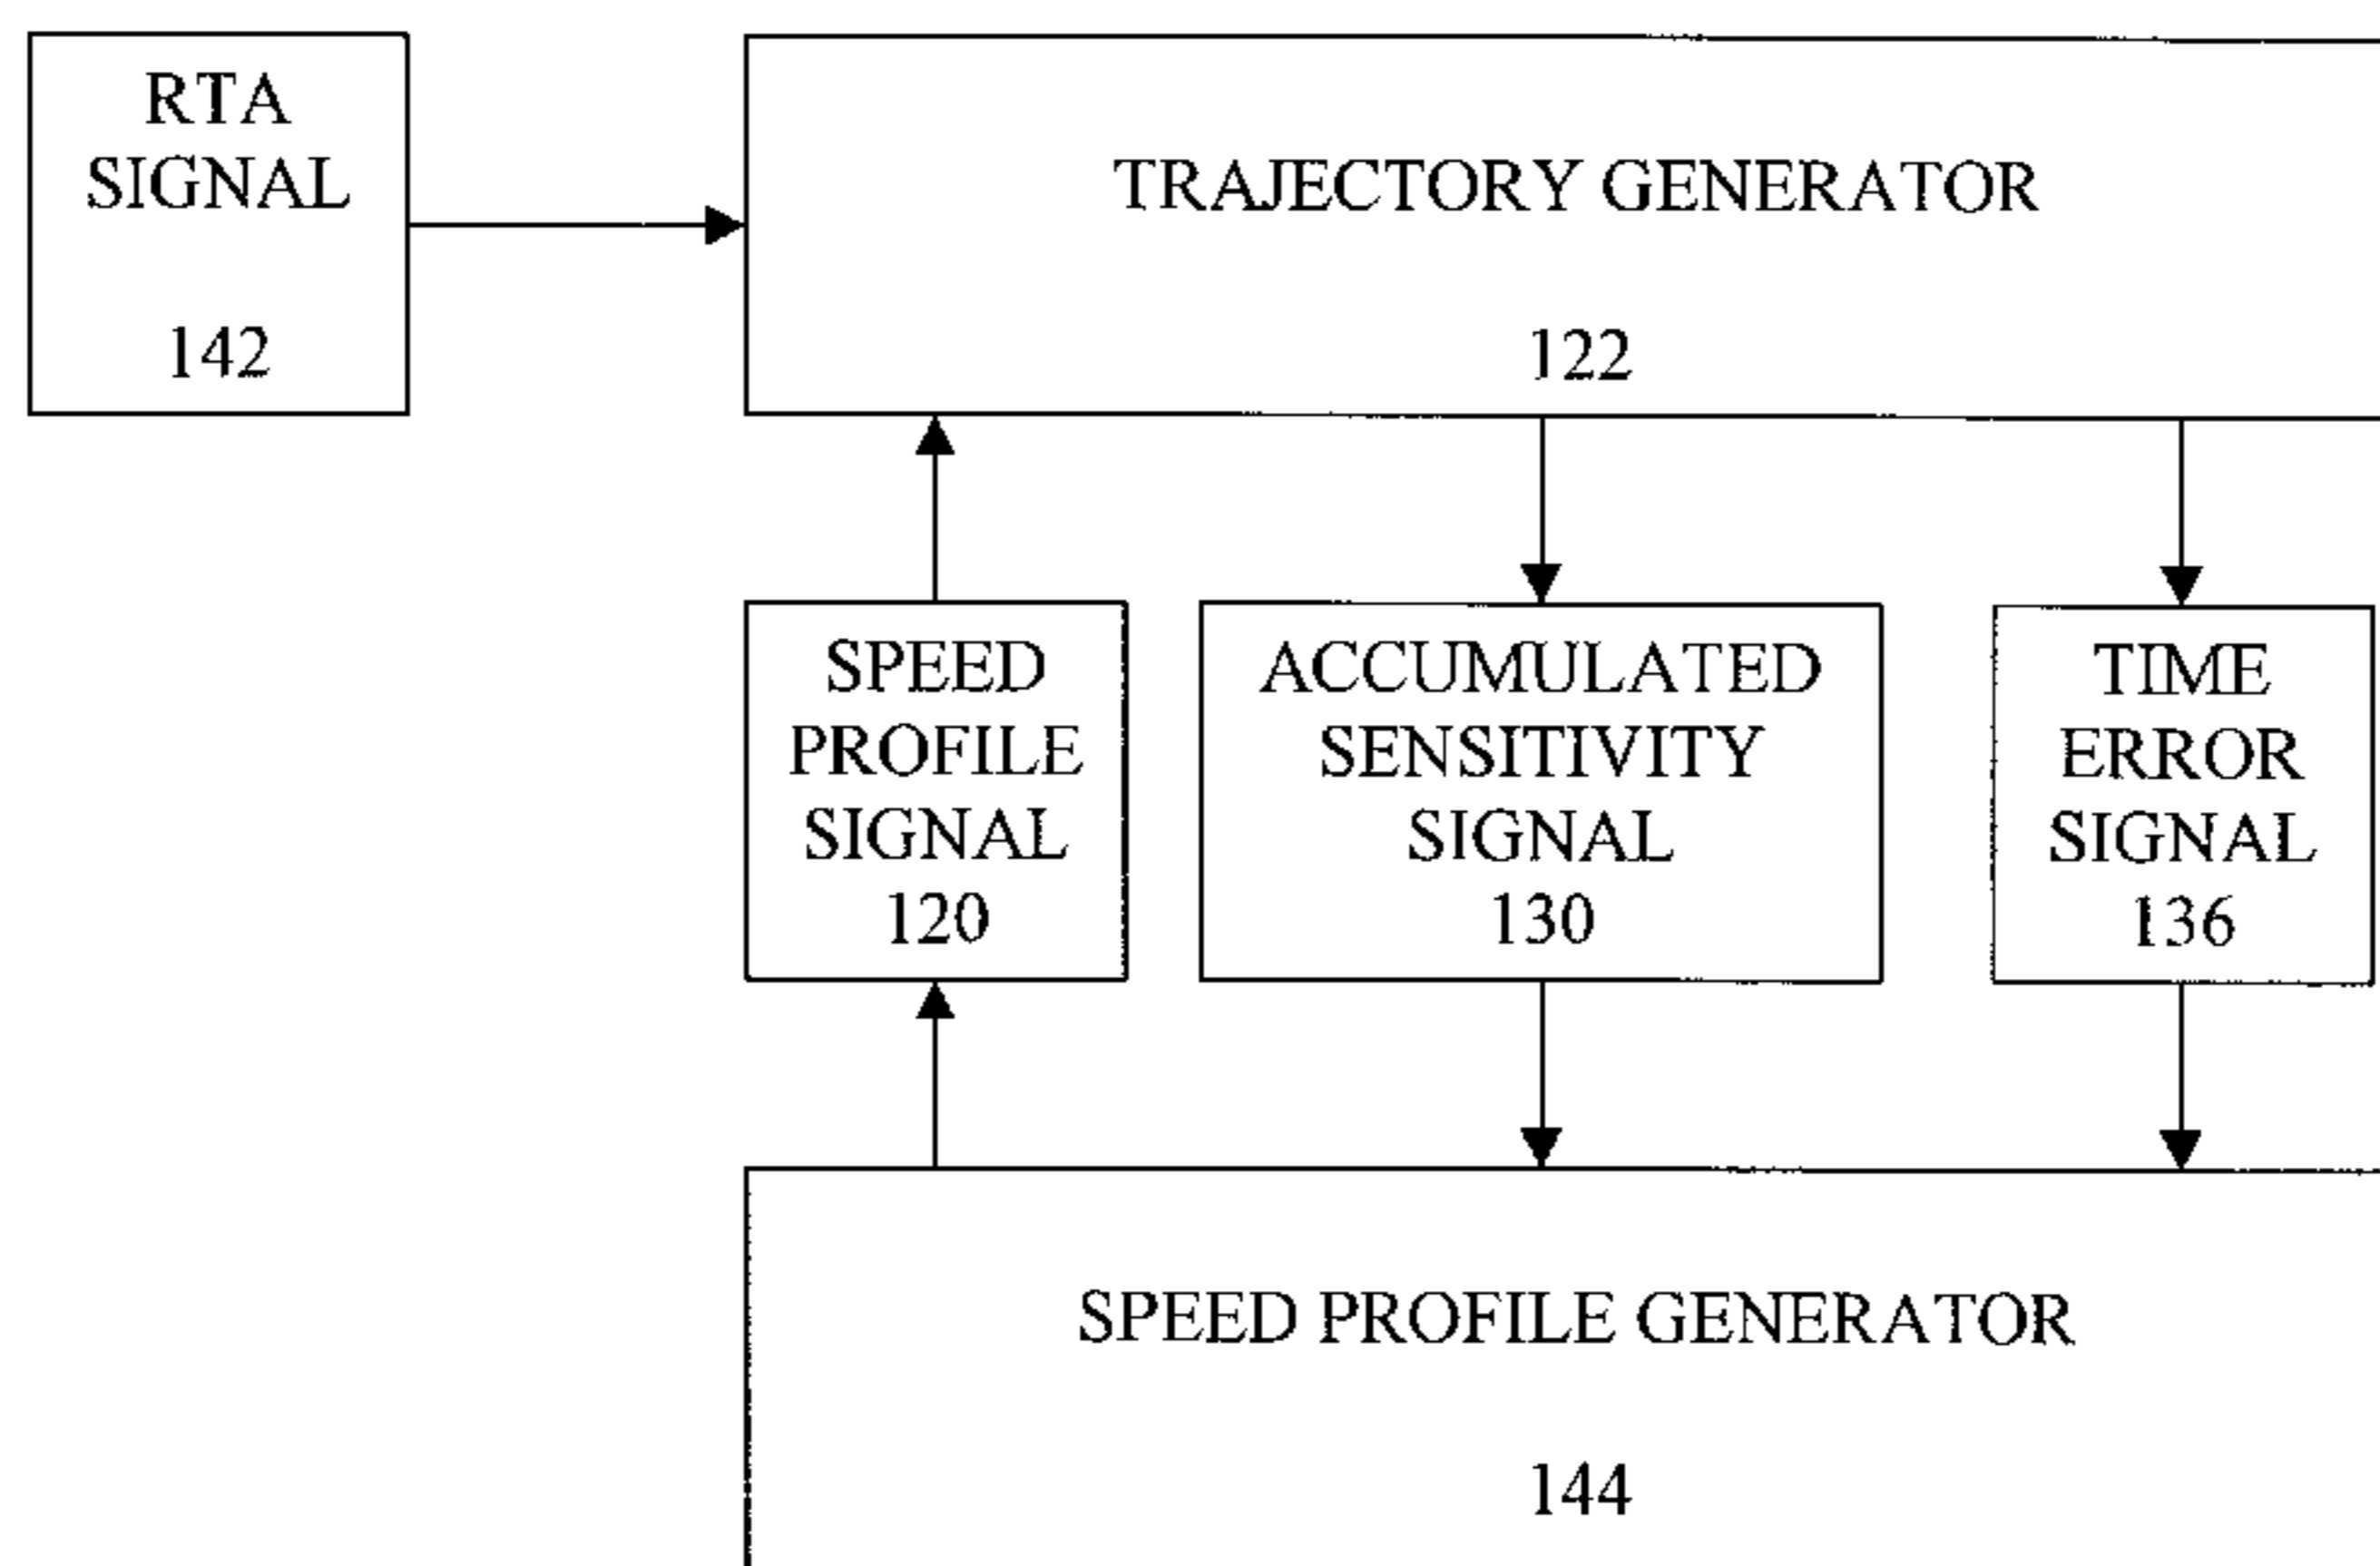 RTA
SIGNAL
142
TRAJECTORY GENERATOR
122
SPEED
PROFILE
SIGNAL
120
ACCUMULATED
SENSITIVITY
SIGNAL
130
TIME
ERROR
SIGNAL
136
SPEED PROFILE GENERATOR
144